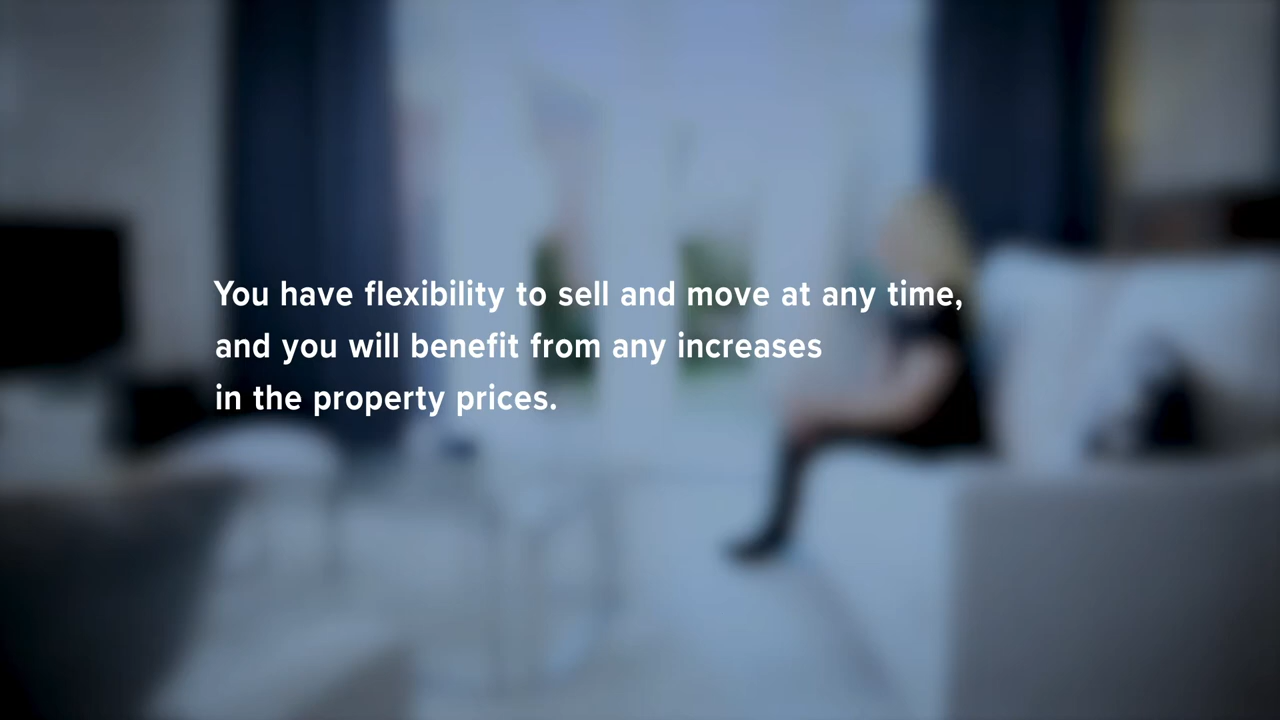 You have flexibility to sell and move at any time,
and you will benefit from any increases
in the property prices.